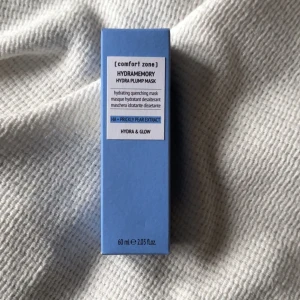 [ comfort zone ]
HYDRAMEMORY
HYDRA PLUMP MASK
hydrating quenching mask
masque hydratant desaltérant
maschera idratante dissetante
HA + PRICKLY PEAR EXTRACT
HYDRA & GLOW
60 ml ℮ 2.03 fl.oz.